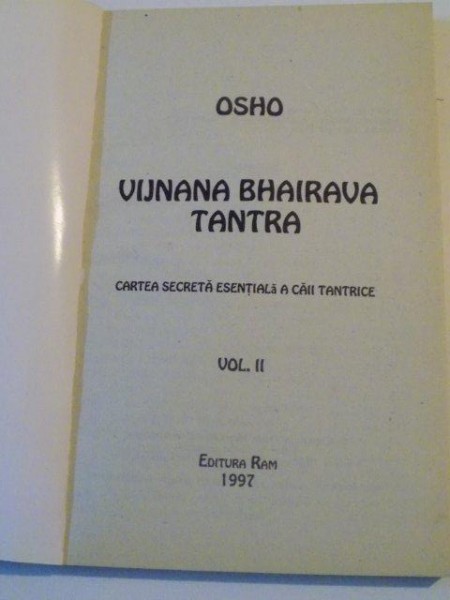 OSHO
VIJNANA BHAIRAVA
TANTRA
CARTEA SECRETĂ ESENȚIALă A CĂII TANTRICE
VOL. II
EDITURA RAM
1997